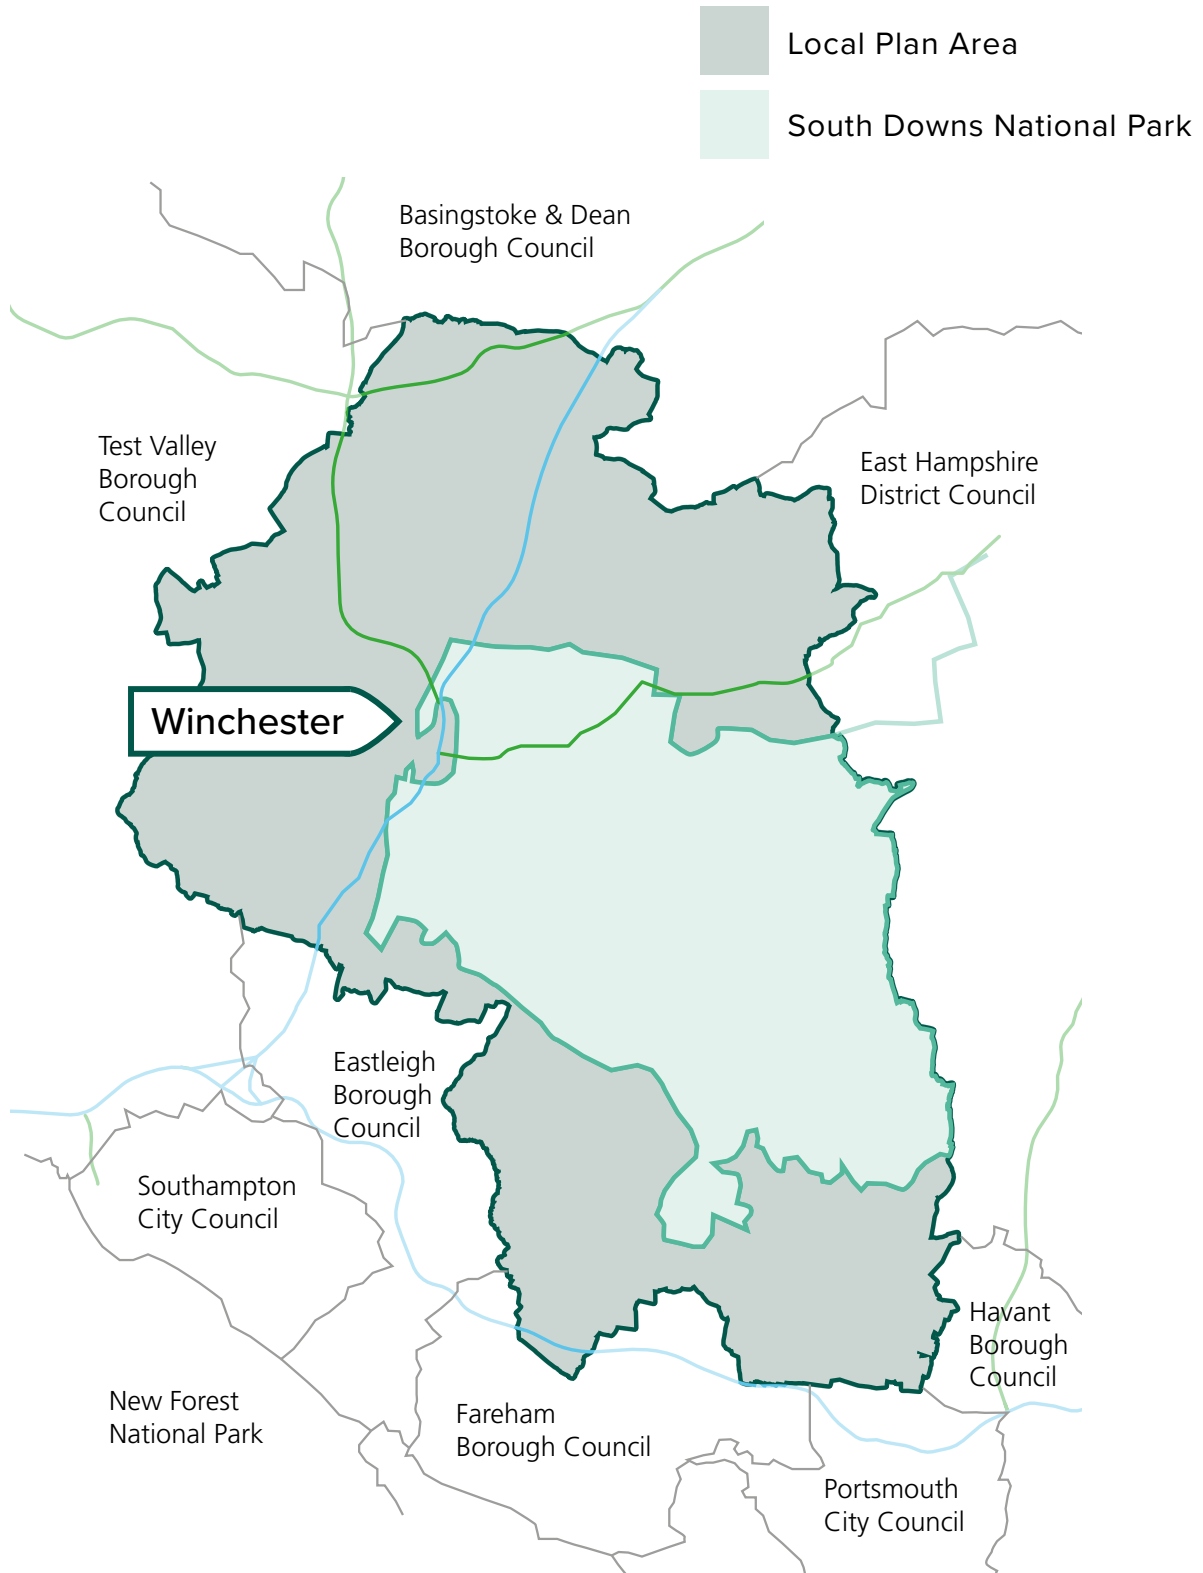 Local Plan Area
South Downs National Park
Basingstoke & Dean
Borough Council
Test Valley
Borough
Council
East Hampshire
District Council
Winchester
Eastleigh
Borough
Council
Southampton
City Council
Havant
Borough
Council
New Forest
National Park
Fareham
Borough Council
Portsmouth
City Council